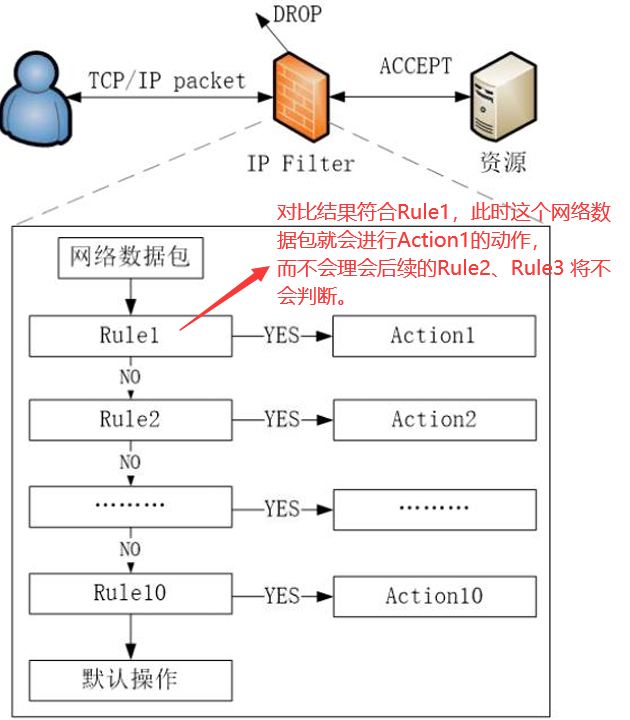 DROP
TCP/IP packet
ACCEPT
IP Filter
资源
对比结果符合Rule1，此时这个网络数
据包就会进行Action1的动作，
而不会理会后续的Rule2、Rule3 将不
会判断。
网络数据包
Rule1
YES
Action1
NO
Rule2
YES
Action2
NO
………
YES
………
NO
Rule10
YES
Action10
默认操作